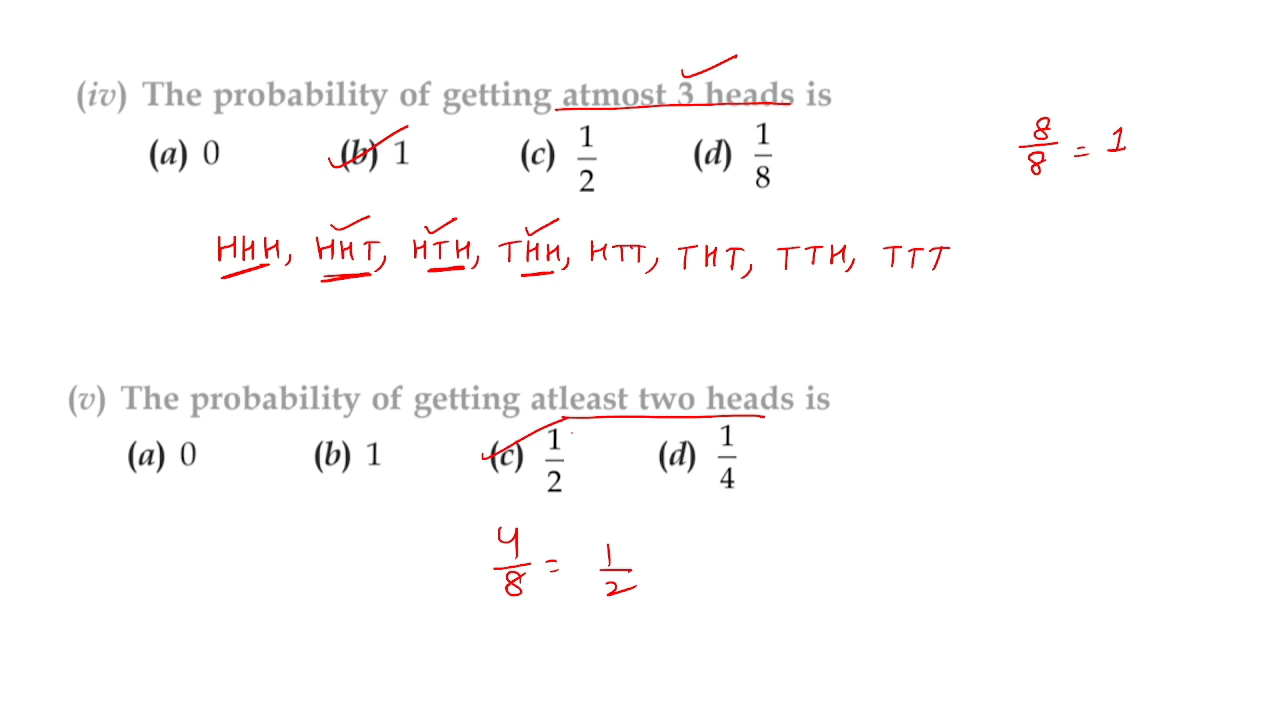 (iv) The probability of getting atmost 3 heads is
(a) 0 (b) 1 (c) 1/2 (d) 1/8
8/8 = 1
HHH, HHT, HTH, THH, HTT, THT, TTH, TTT
(v) The probability of getting atleast two heads is
(a) 0 (b) 1 (c) 1/2 (d) 1/4
4/8 = 1/2